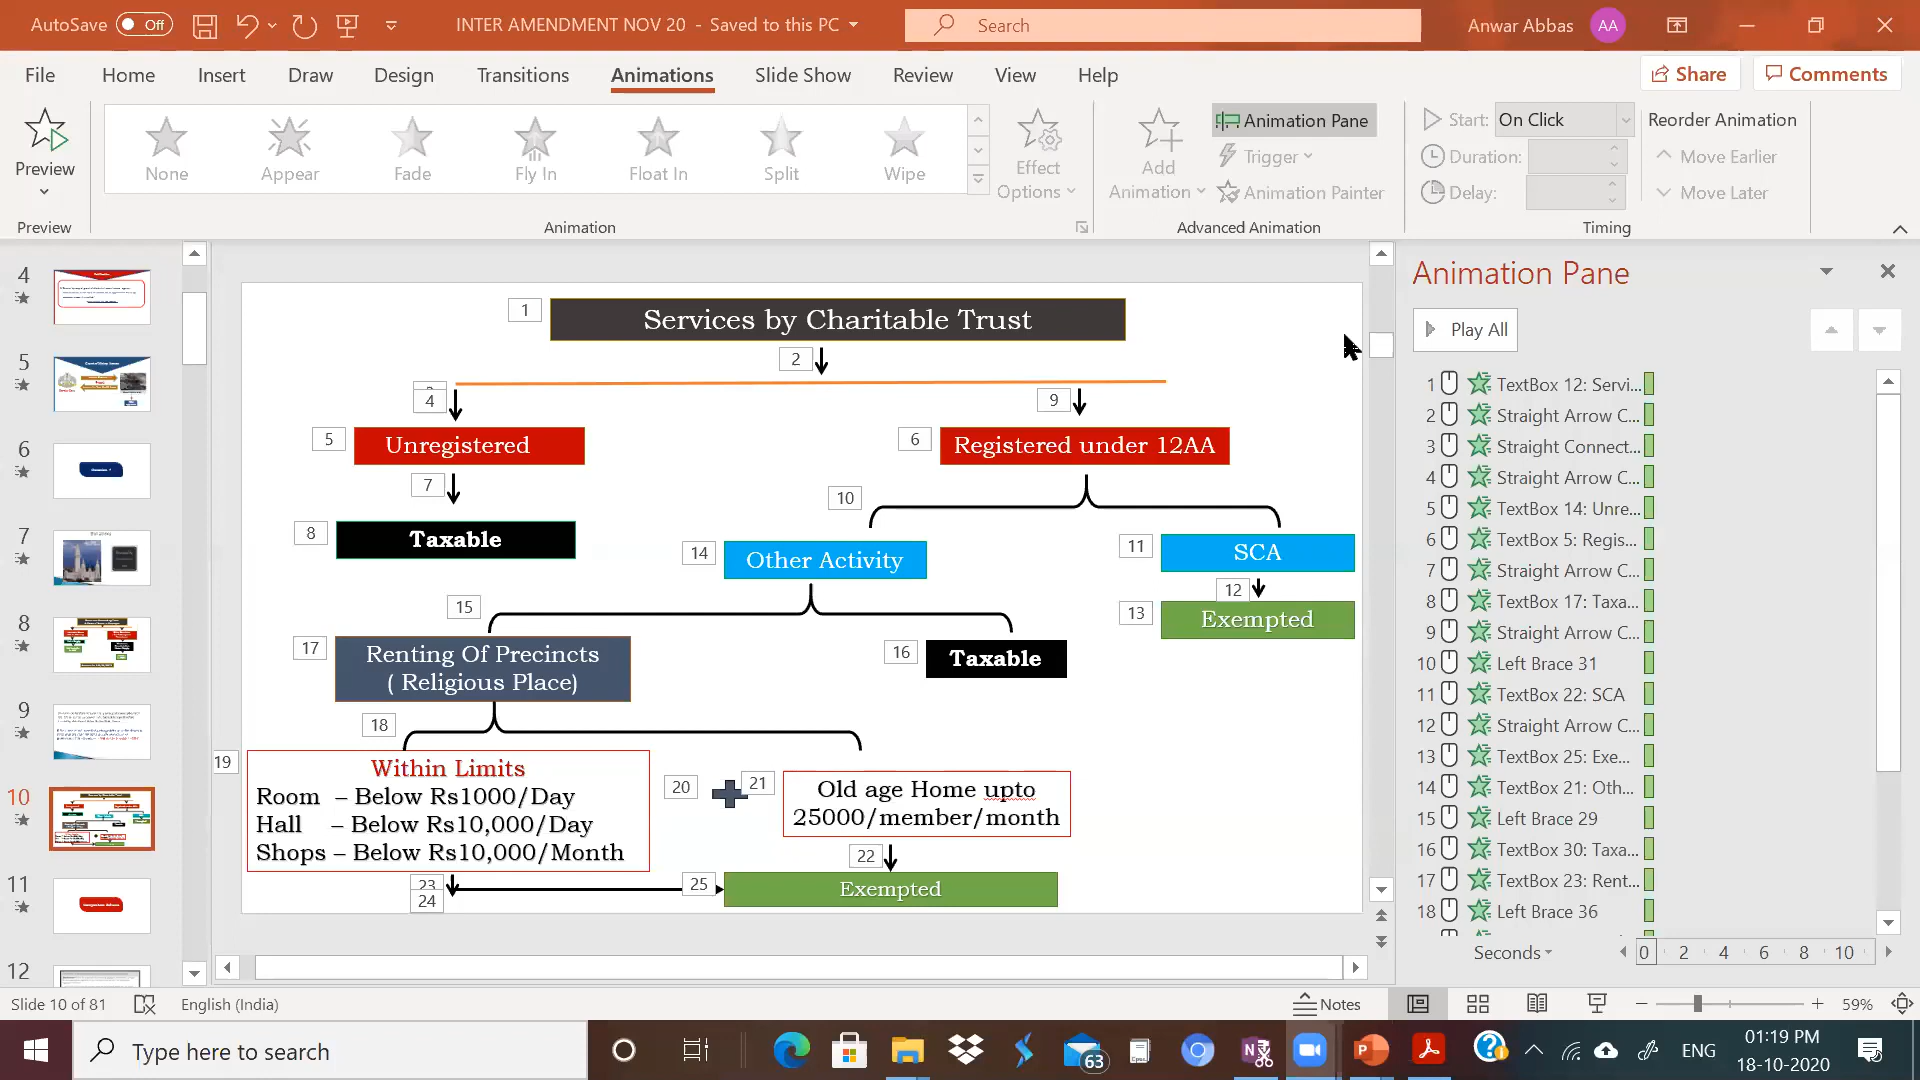 AutoSave Off
INTER AMENDMENT NOV 20 - Saved to this PC
Search
Anwar Abbas AA
File Home Insert Draw Design Transitions Animations Slide Show Review View Help
Share Comments
Preview
None Appear Fade Fly In Float In Split Wipe
Effect
Options
Add
Animation
Animation Pane
Trigger
Animation Painter
Start: On Click
Duration:
Delay:
Reorder Animation
Move Earlier
Move Later
Preview Animation Advanced Animation Timing
4
5
6
7
8
9
10
11
12
1 Services by Charitable Trust
2
4
9
5 Unregistered
6 Registered under 12AA
7
10
8 Taxable
14 Other Activity
11 SCA
12
13 Exempted
15
17 Renting Of Precincts
( Religious Place)
16 Taxable
18
19 Within Limits
Room – Below Rs1000/Day
Hall – Below Rs10,000/Day
Shops – Below Rs10,000/Month
20
21 Old age Home upto
25000/member/month
22
23
24
25 Exempted
Animation Pane
Play All
1 TextBox 12: Servi...
2 Straight Arrow C...
3 Straight Connect...
4 Straight Arrow C...
5 TextBox 14: Unre...
6 TextBox 5: Regis...
7 Straight Arrow C...
8 TextBox 17: Taxa...
9 Straight Arrow C...
10 Left Brace 31
11 TextBox 22: SCA
12 Straight Arrow C...
13 TextBox 25: Exe...
14 TextBox 21: Oth...
15 Left Brace 29
16 TextBox 30: Taxa...
17 TextBox 23: Rent...
18 Left Brace 36
Seconds 0 2 4 6 8 10
Slide 10 of 81 English (India)
Notes 59%
Type here to search
63
ENG
01:19 PM
18-10-2020